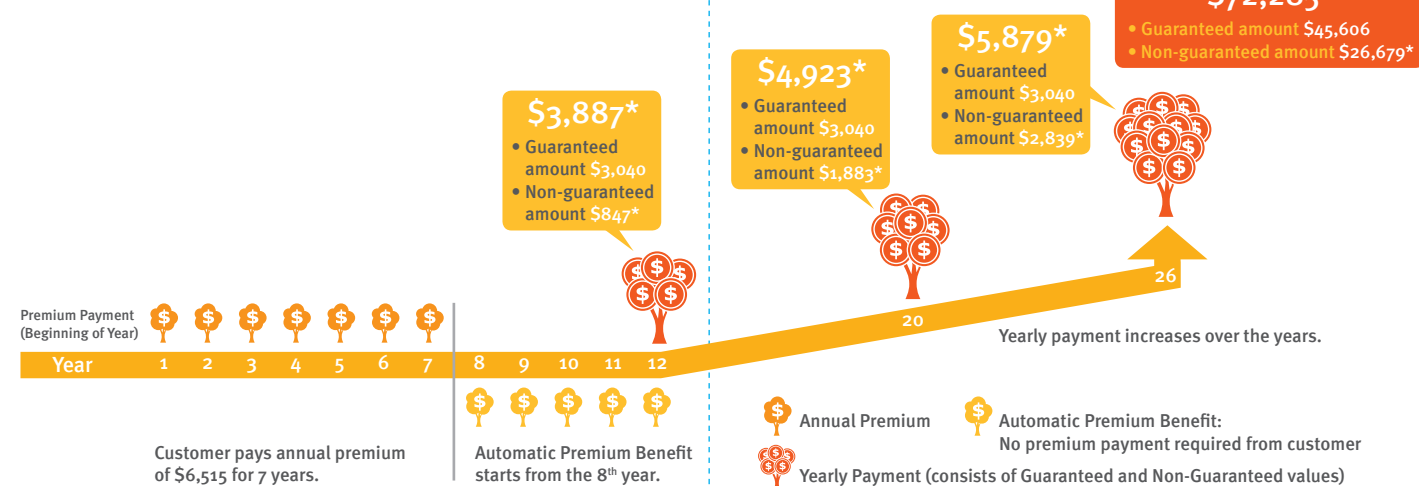 • Guaranteed amount $45,606
• Non-guaranteed amount $26,679*
$5,879*
• Guaranteed
amount $3,040
• Non-guaranteed
amount $2,839*
$4,923*
• Guaranteed
amount $3,040
• Non-guaranteed
amount $1,883*
$3,887*
• Guaranteed
amount $3,040
• Non-guaranteed
amount $847*
Premium Payment
(Beginning of Year)
Year 1 2 3 4 5 6 7 8 9 10 11 12 20 26
Yearly payment increases over the years.
Customer pays annual premium
of $6,515 for 7 years.
Automatic Premium Benefit
starts from the 8th year.
Annual Premium
Automatic Premium Benefit:
No premium payment required from customer
Yearly Payment (consists of Guaranteed and Non-Guaranteed values)